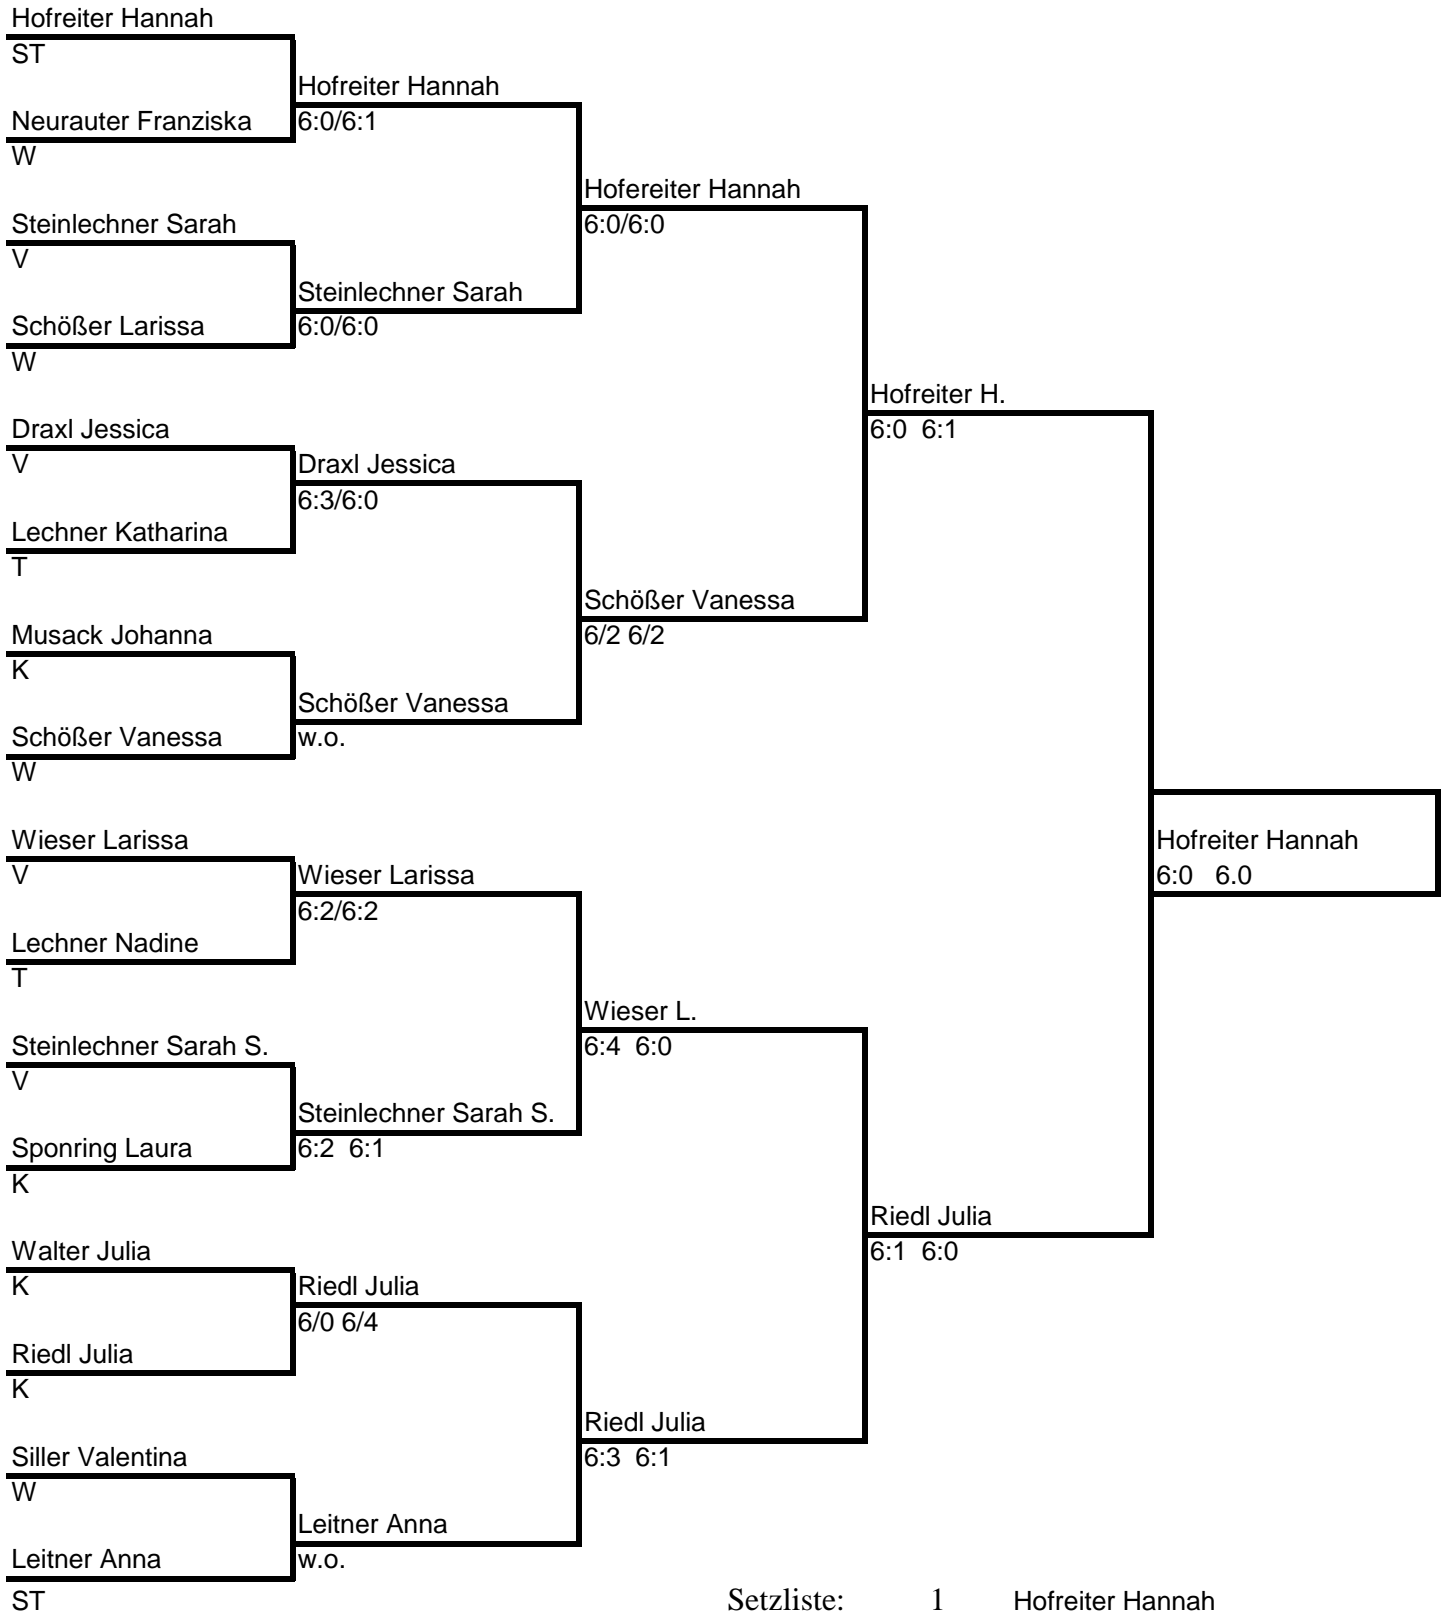 Hofreiter Hannah
ST
Hofreiter Hannah
Neurauter Franziska
6:0/6:1
W
Hofereiter Hannah
Steinlechner Sarah
6:0/6:0
V
Steinlechner Sarah
Schößer Larissa
6:0/6:0
W
Hofreiter H.
Draxl Jessica
6:0 6:1
V
Draxl Jessica
6:3/6:0
Lechner Katharina
T
Schößer Vanessa
Musack Johanna
6/2 6/2
K
Schößer Vanessa
Schößer Vanessa
w.o.
W
Wieser Larissa
Hofreiter Hannah
V
Wieser Larissa
6:0 6.0
6:2/6:2
Lechner Nadine
T
Wieser L.
Steinlechner Sarah S.
6:4 6:0
V
Steinlechner Sarah S.
Sponring Laura
6:2 6:1
K
Riedl Julia
Walter Julia
6:1 6:0
K
Riedl Julia
6/0 6/4
Riedl Julia
K
Riedl Julia
Siller Valentina
6:3 6:1
W
Leitner Anna
Leitner Anna
w.o.
ST
Setzliste: 1 Hofreiter Hannah